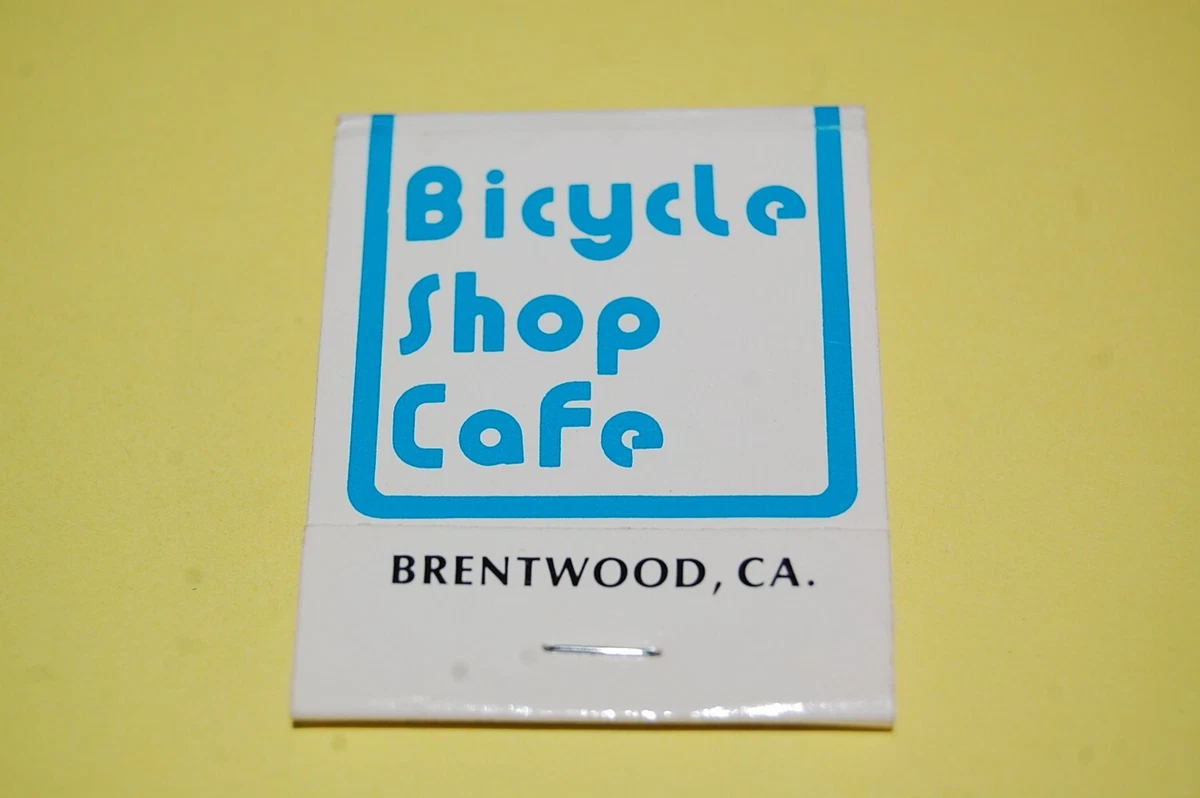 Bicycle
Shop
Cafe
BRENTWOOD, CA.